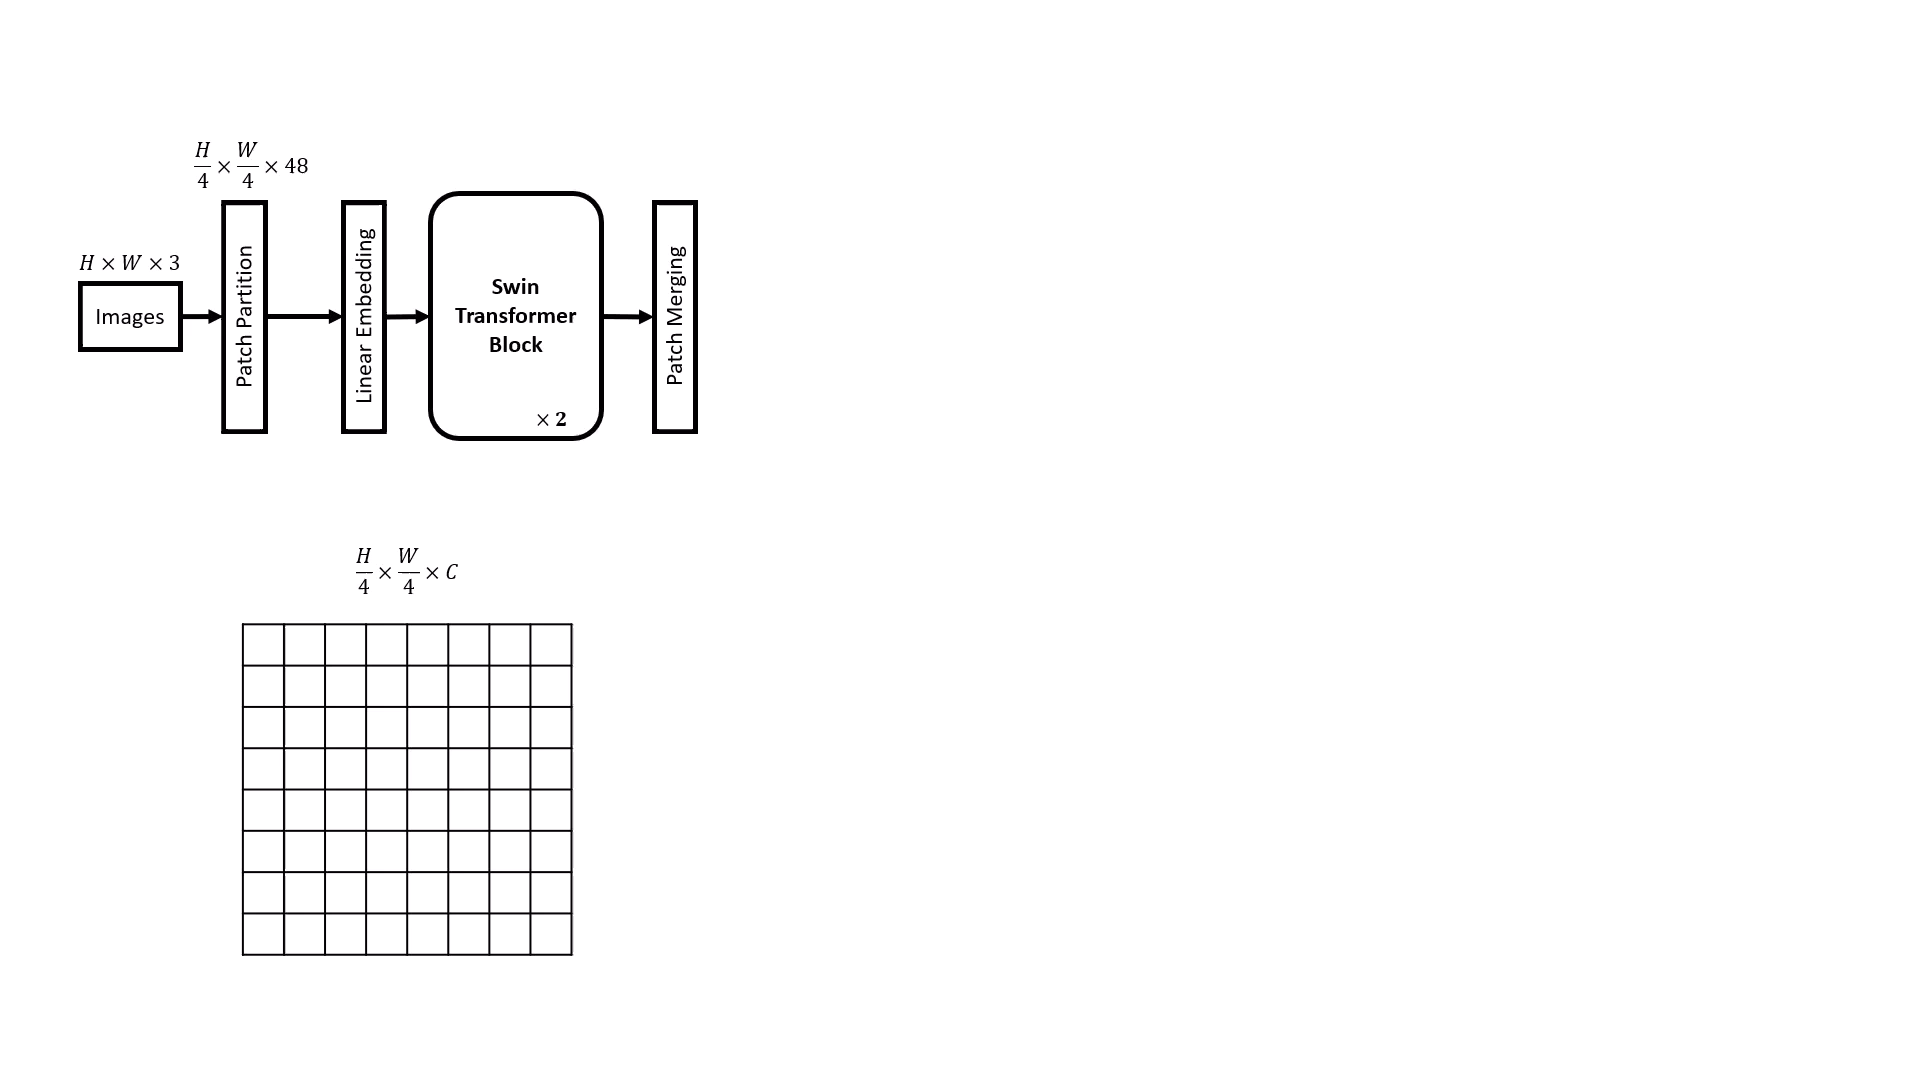 H/4 × W/4 × 48
H × W × 3
Images
Patch Partition
Linear Embedding
Swin
Transformer
Block
× 2
Patch Merging
H/4 × W/4 × C